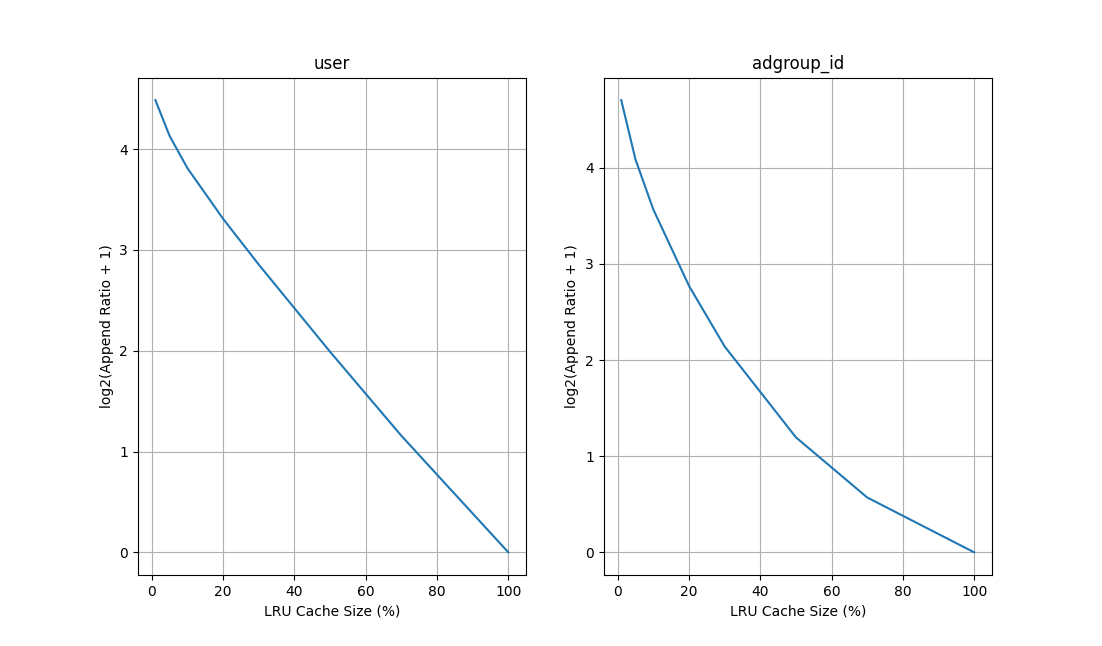 user
log2(Append Ratio + 1)
4
3
2
1
0
0 20 40 60 80 100
LRU Cache Size (%)
adgroup_id
log2(Append Ratio + 1)
4
3
2
1
0
0 20 40 60 80 100
LRU Cache Size (%)